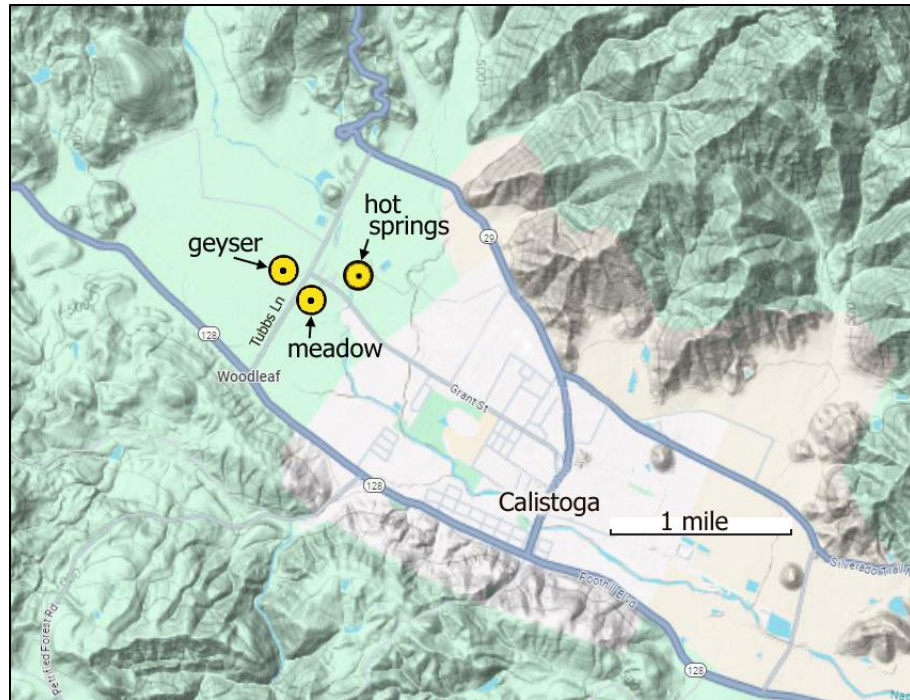 500
hot
springs
29
geyser
Tubbs Ln
meadow
128
Woodleaf
Grant St
128
Calistoga
1 mile
Silverado Trail
Foothill Blvd
Petrified Forest Rd.
128